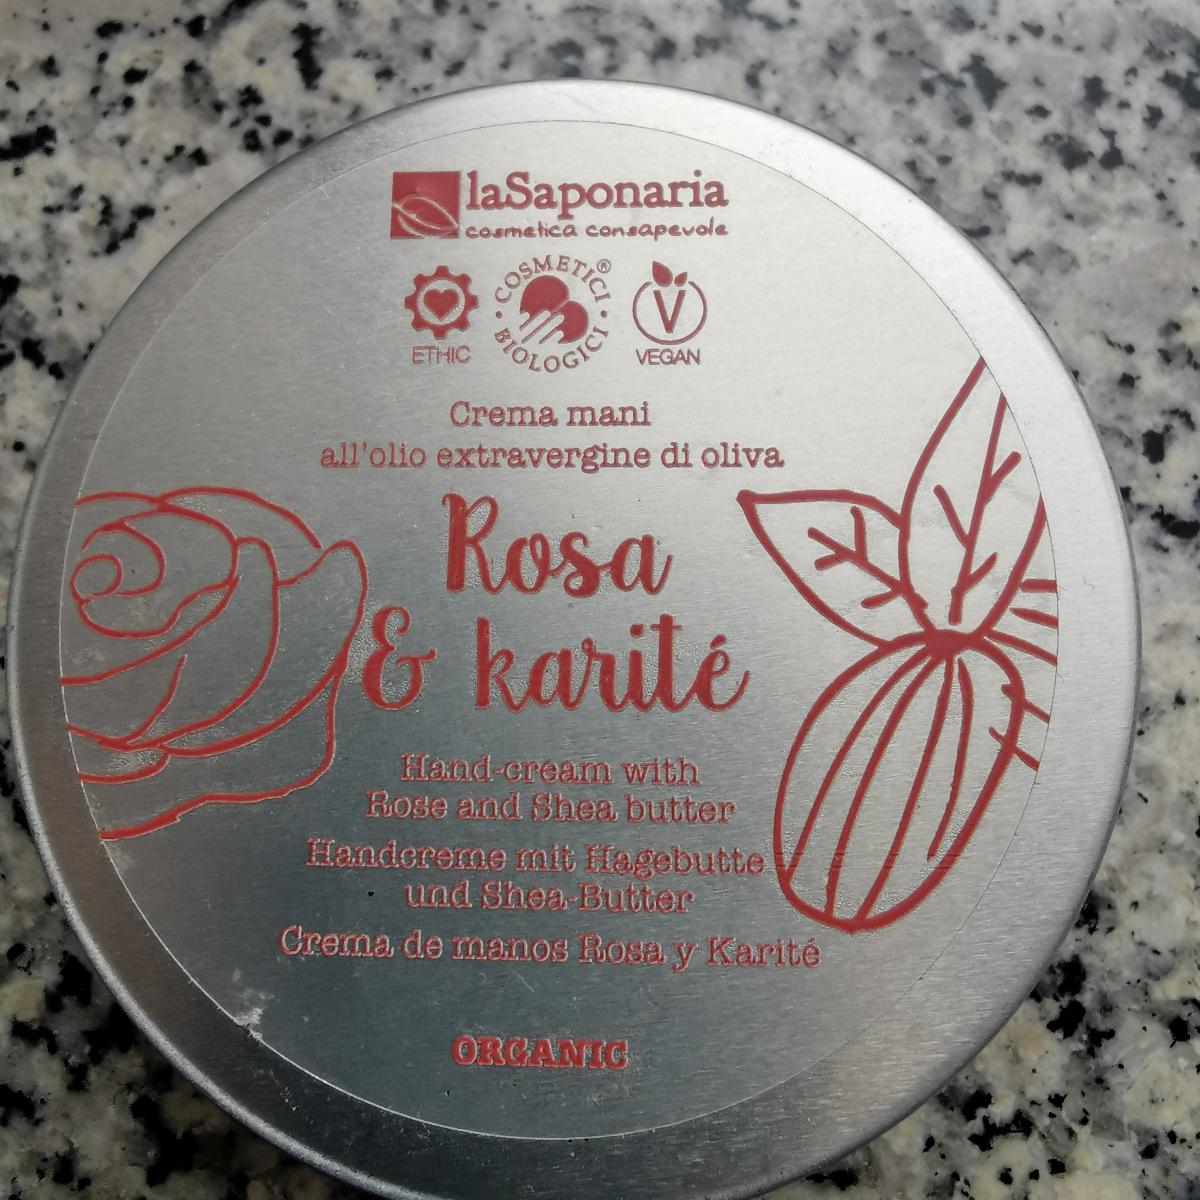 laSaponaria
cosmetica consapevole
ETHIC
COSMETICI®
BIOLOGICI
V
VEGAN
Crema mani
all'olio extravergine di oliva
Rosa
& karité
Hand-cream with
Rose and Shea butter
Handcreme mit Hagebutte
und Shea-Butter
Crema de manos Rosa y Karité
ORGANIC